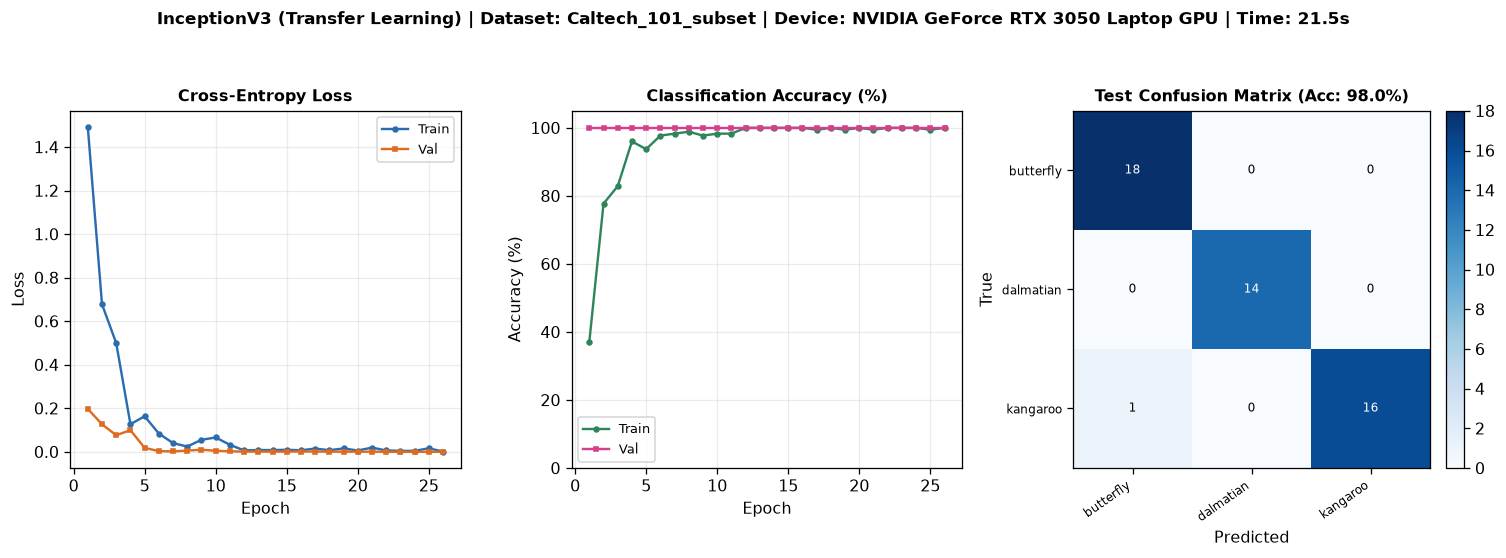 InceptionV3 (Transfer Learning) | Dataset: Caltech_101_subset | Device: NVIDIA GeForce RTX 3050 Laptop GPU | Time: 21.5s
Cross-Entropy Loss
Loss
1.4
1.2
1.0
0.8
0.6
0.4
0.2
0.0
Train
Val
0 5 10 15 20 25
Epoch
Classification Accuracy (%)
Accuracy (%)
100
80
60
40
20
0
Train
Val
0 5 10 15 20 25
Epoch
Test Confusion Matrix (Acc: 98.0%)
True
butterfly 18 0 0
dalmatian 0 14 0
kangaroo 1 0 16
butterfly dalmatian kangaroo
Predicted
18
16
14
12
10
8
6
4
2
0